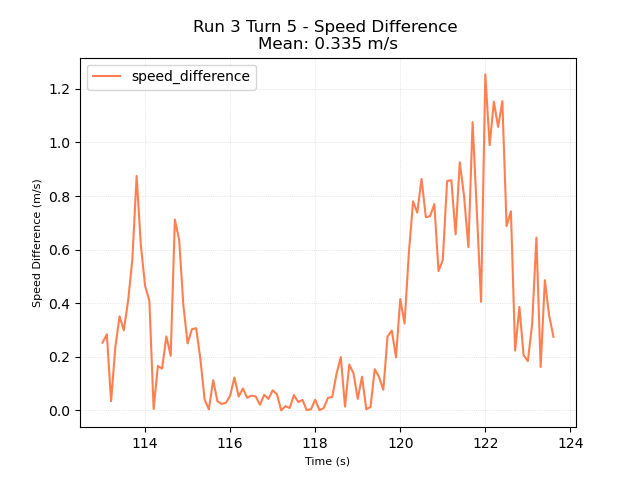 Run 3 Turn 5 - Speed Difference
Mean: 0.335 m/s
speed_difference
Speed Difference (m/s)
1.2
1.0
0.8
0.6
0.4
0.2
0.0
114 116 118 120 122 124
Time (s)